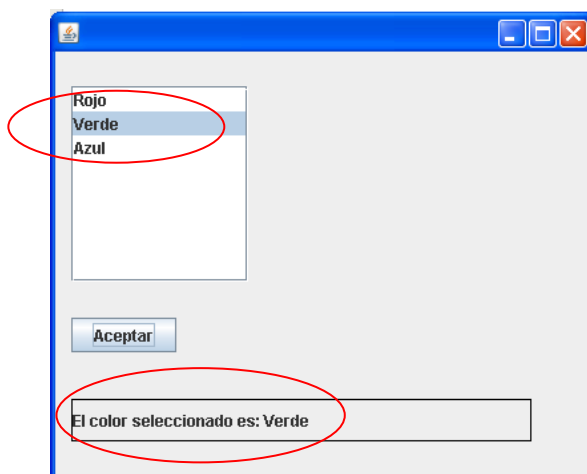 Rojo
Verde
Azul
Aceptar
El color seleccionado es: Verde